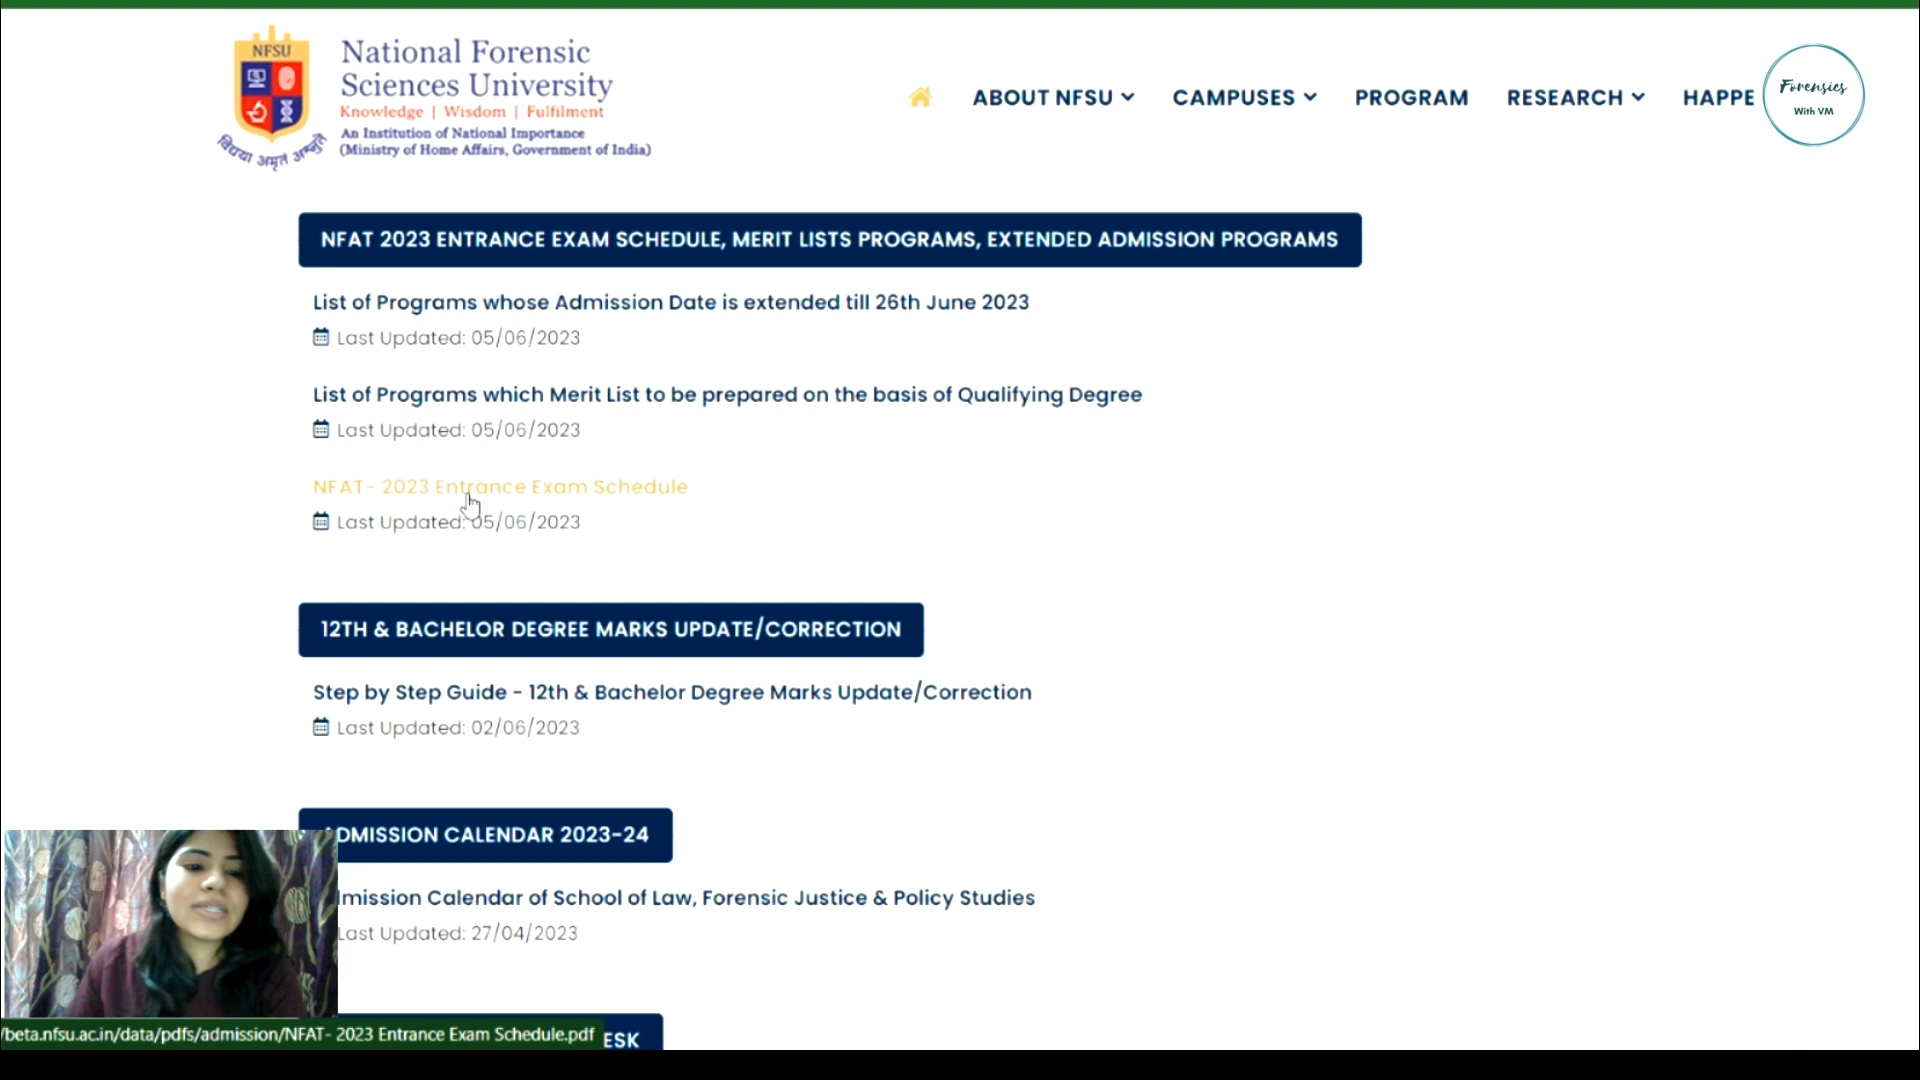 NFSU
विद्यया अमृतं अश्नुते
National Forensic
Sciences University
Knowledge | Wisdom | Fulfilment
An Institution of National Importance
(Ministry of Home Affairs, Government of India)
ABOUT NFSU
CAMPUSES
PROGRAM
RESEARCH
HAPPE
Forensics
With VM
NFAT 2023 ENTRANCE EXAM SCHEDULE, MERIT LISTS PROGRAMS, EXTENDED ADMISSION PROGRAMS
List of Programs whose Admission Date is extended till 26th June 2023
Last Updated: 05/06/2023
List of Programs which Merit List to be prepared on the basis of Qualifying Degree
Last Updated: 05/06/2023
NFAT- 2023 Entrance Exam Schedule
Last Updated: 05/06/2023
12TH & BACHELOR DEGREE MARKS UPDATE/CORRECTION
Step by Step Guide - 12th & Bachelor Degree Marks Update/Correction
Last Updated: 02/06/2023
DMISSION CALENDAR 2023-24
mission Calendar of School of Law, Forensic Justice & Policy Studies
Last Updated: 27/04/2023
/beta.nfsu.ac.in/data/pdfs/admission/NFAT- 2023 Entrance Exam Schedule.pdf
ESK